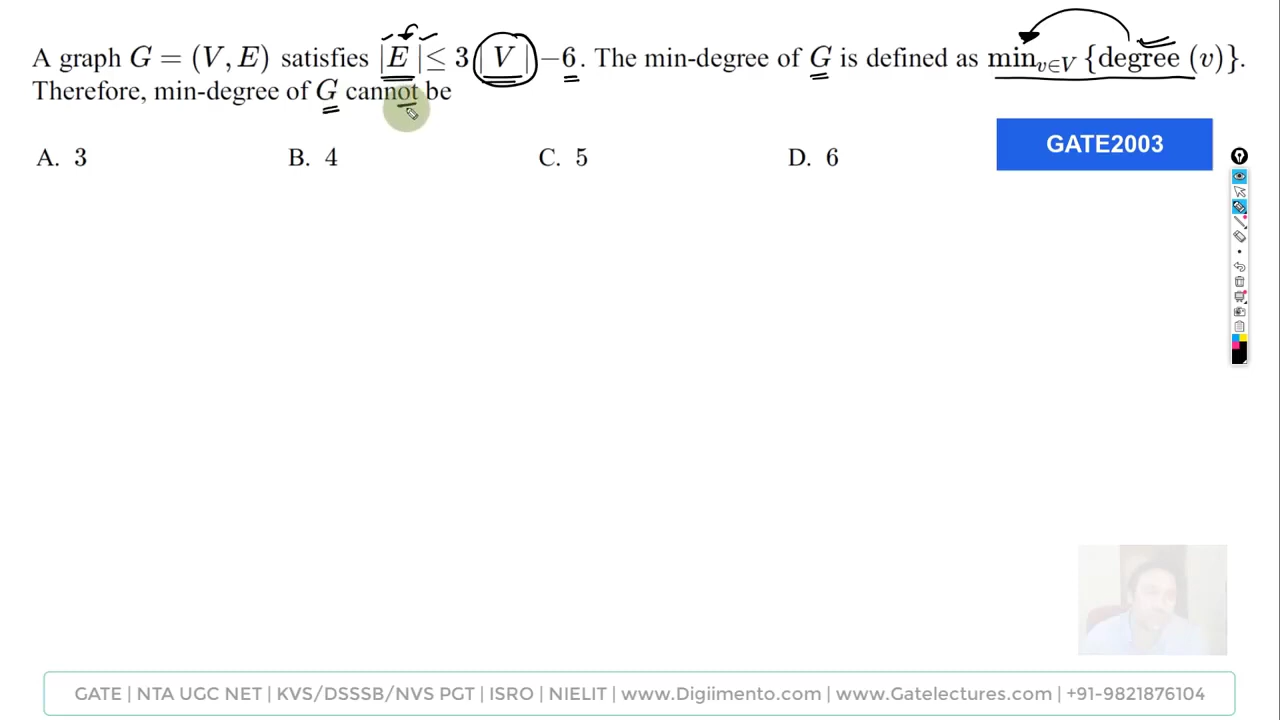 A graph G = (V, E) satisfies |E| ≤ 3|V| − 6. The min-degree of G is defined as min_{v∈V} {degree (v)}.
Therefore, min-degree of G cannot be
A. 3 B. 4 C. 5 D. 6
GATE2003
GATE | NTA UGC NET | KVS/DSSSB/NVS PGT | ISRO | NIELIT | www.Digiimento.com | www.Gatelectures.com | +91-9821876104